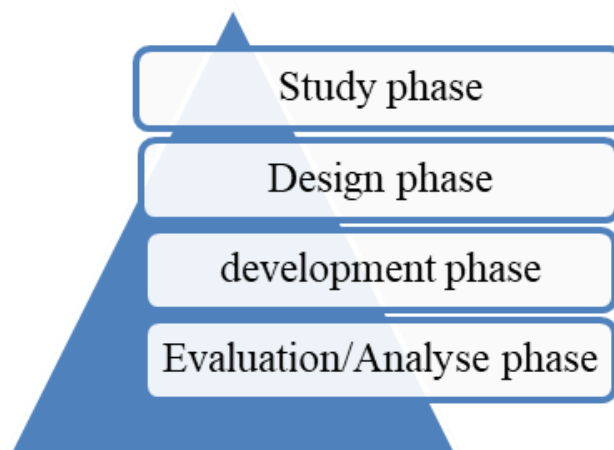 Study phase
Design phase
development phase
Evaluation/Analyse phase